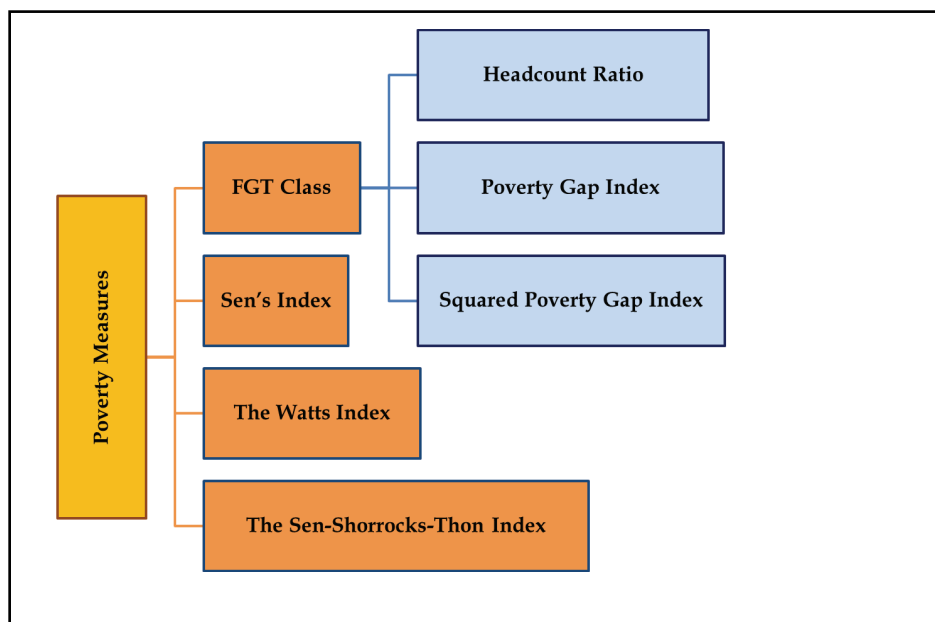 Poverty Measures
FGT Class
Headcount Ratio
Poverty Gap Index
Squared Poverty Gap Index
Sen’s Index
The Watts Index
The Sen-Shorrocks-Thon Index